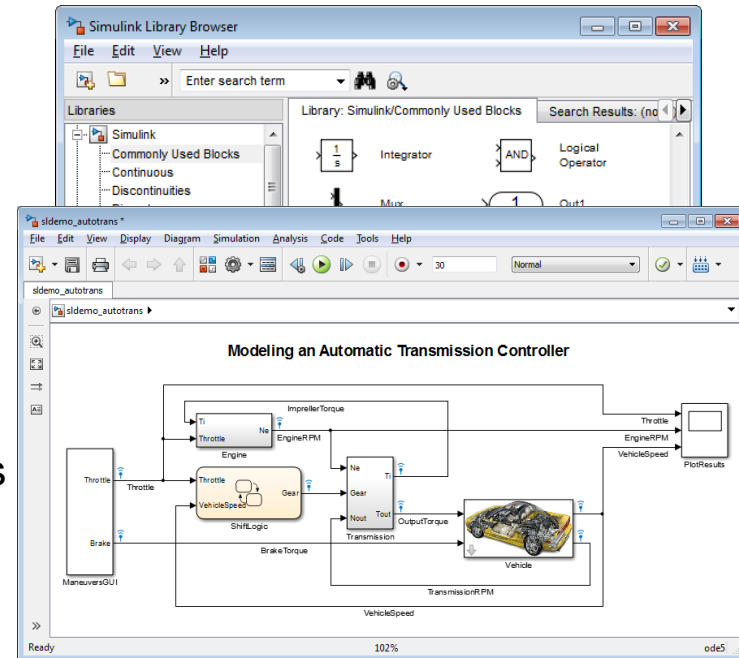 Simulink Library Browser
File Edit View Help
» Enter search term
Libraries
Library: Simulink/Commonly Used Blocks Search Results: (no
Simulink
Commonly Used Blocks
Continuous
Discontinuities
1
s
Integrator
AND
Logical
Operator
Mux
1
Out1
sldemo_autotrans *
File Edit View Display Diagram Simulation Analysis Code Tools Help
30 Normal
sldemo_autotrans
sldemo_autotrans
Modeling an Automatic Transmission Controller
ImprellerTorque
Ti
Throttle
Ne
Engine
EngineRPM
Throttle
EngineRPM
VehicleSpeed
PlotResults
s
Throttle
Brake
ManeuversGUI
Throttle
Throttle
VehicleSpeed
Gear
ShiftLogic
Ne
Gear
Nout
Ti
Tout
Transmission
OutputTorque
BrakeTorque
Vehicle
TransmissionRPM
VehicleSpeed
»
Ready 102% ode5